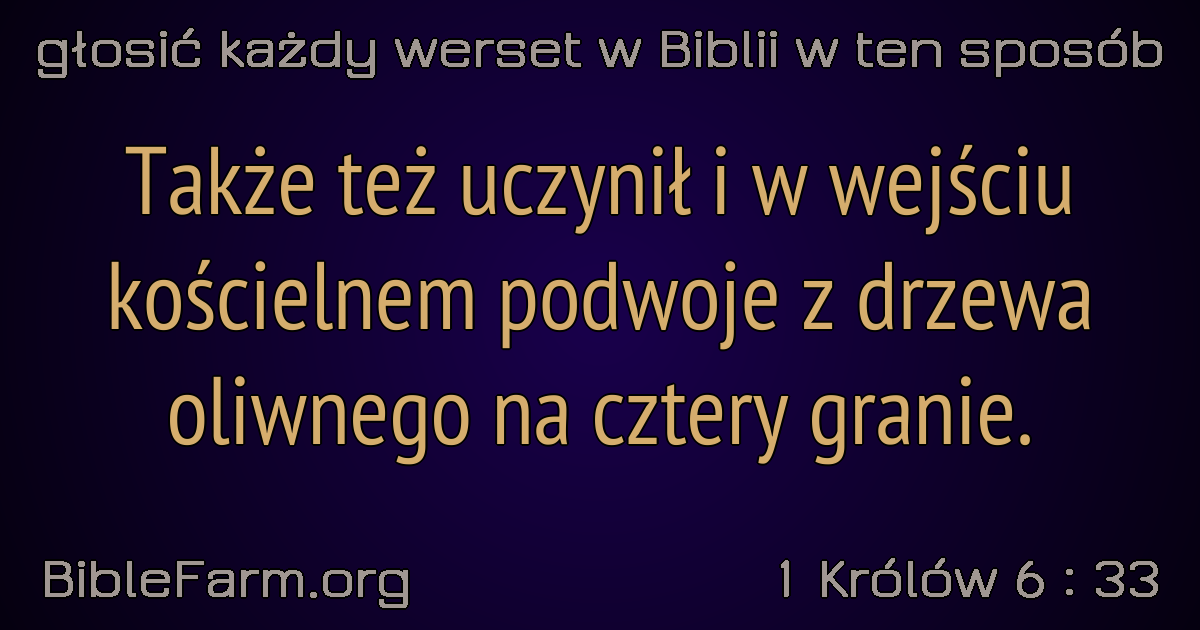 głosić każdy werset w Biblii w ten sposób
Także też uczynił i w wejściu
kościelnem podwoje z drzewa
oliwnego na cztery granie.
BibleFarm.org
1 Królów 6 : 33